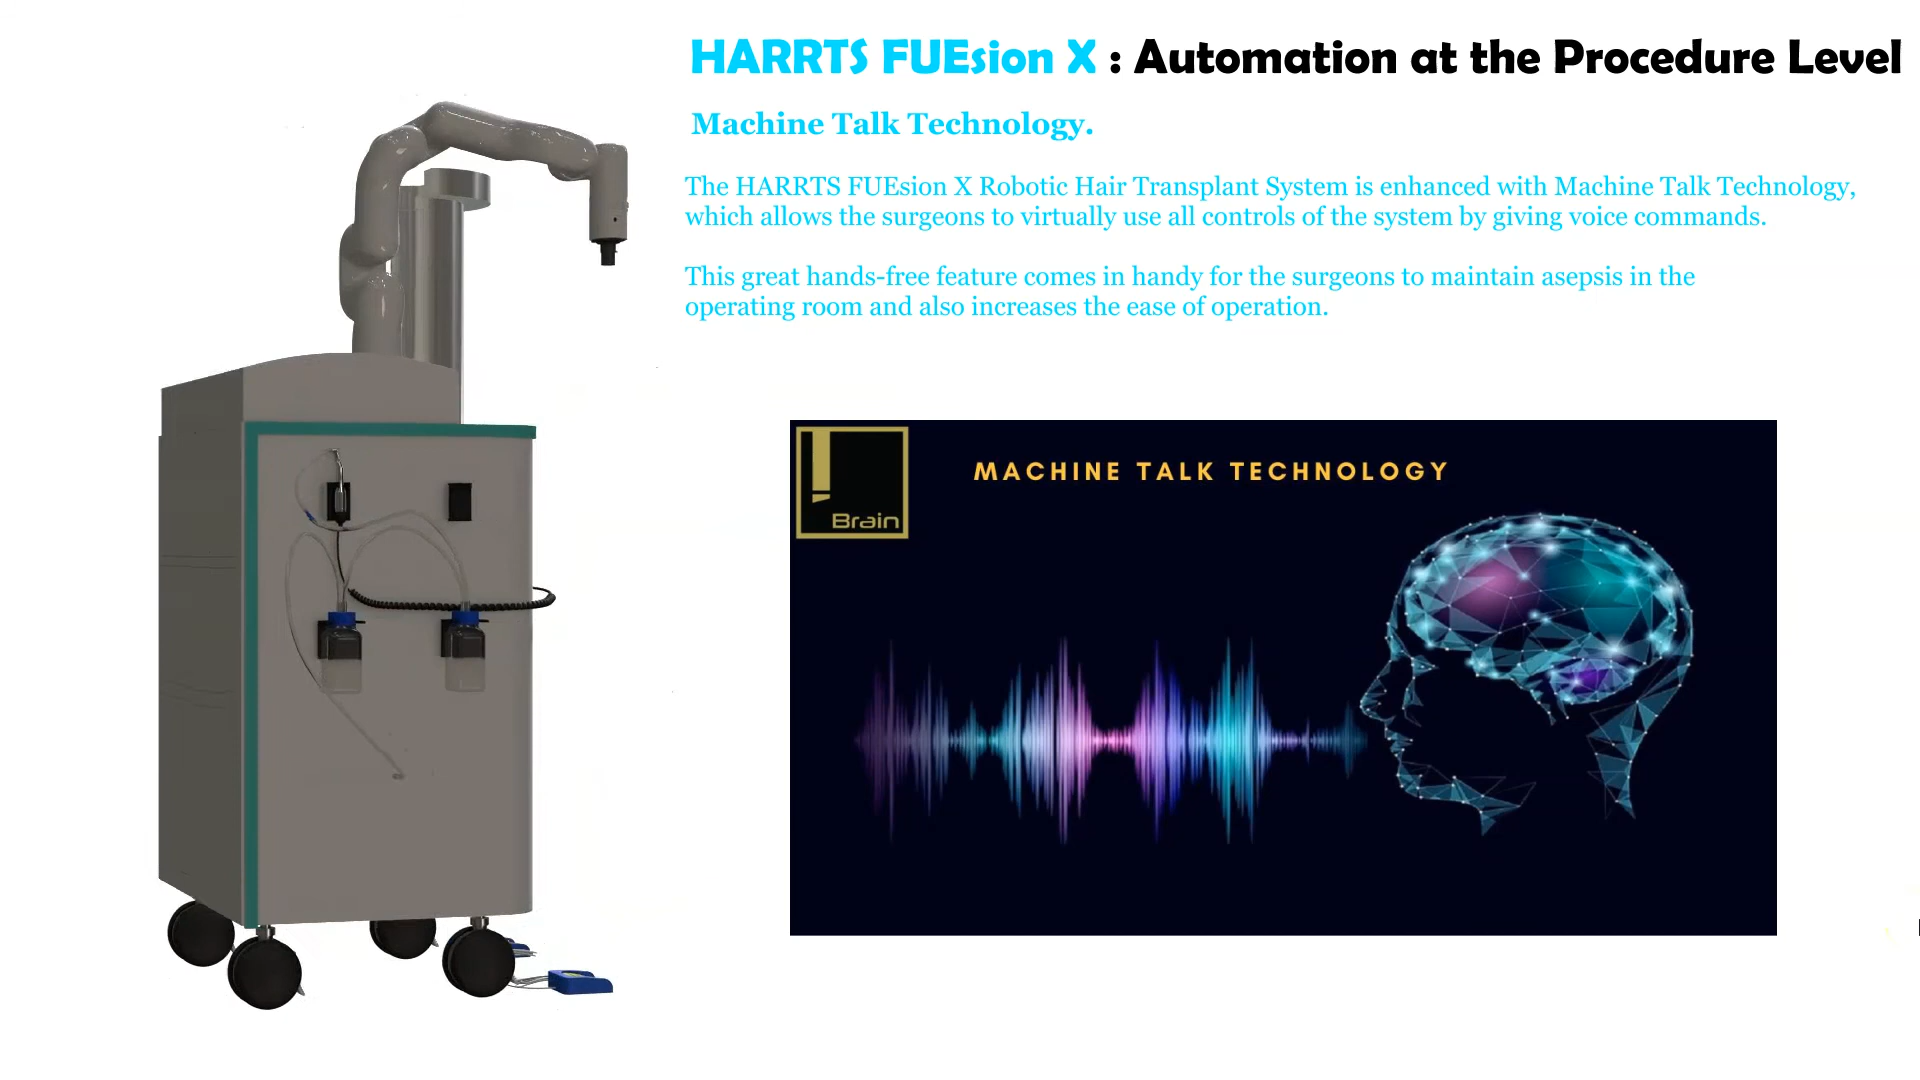 HARRTS FUEsion X : Automation at the Procedure Level
Machine Talk Technology.
The HARRTS FUEsion X Robotic Hair Transplant System is enhanced with Machine Talk Technology,
which allows the surgeons to virtually use all controls of the system by giving voice commands.
This great hands-free feature comes in handy for the surgeons to maintain asepsis in the
operating room and also increases the ease of operation.
MACHINE TALK TECHNOLOGY
Brain